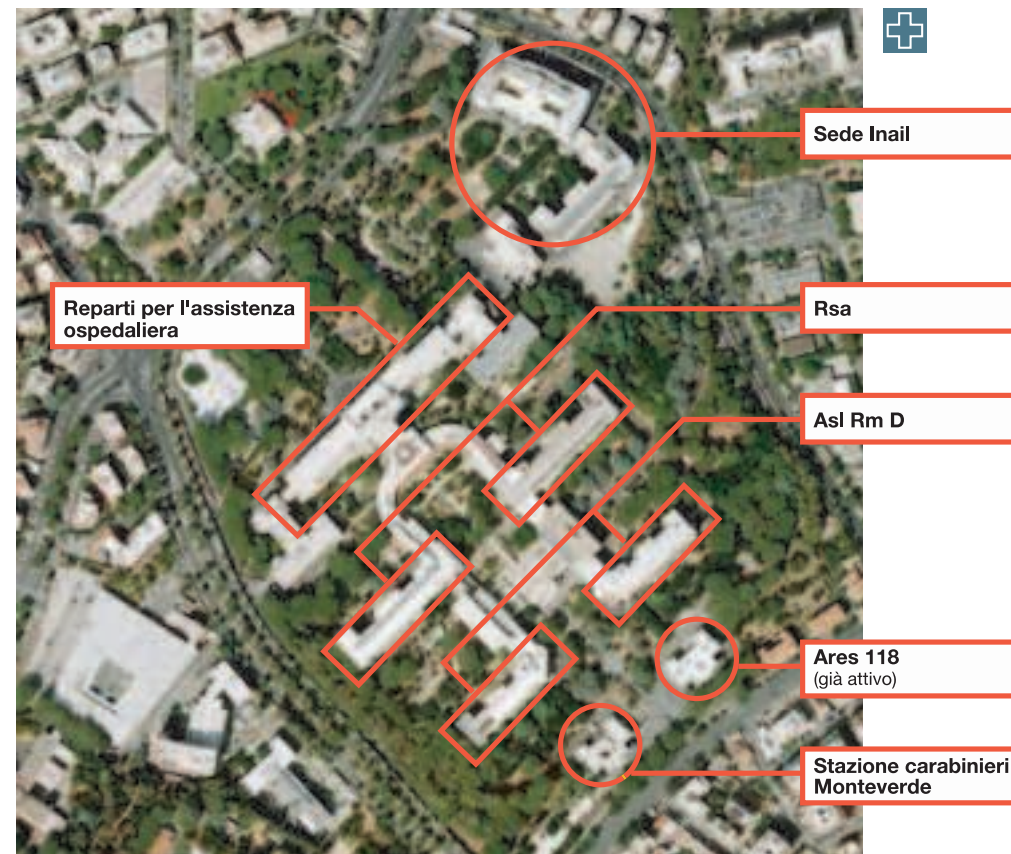 Sede Inail
Reparti per l'assistenza
ospedaliera
Rsa
Asl Rm D
Ares 118
(già attivo)
Stazione carabinieri
Monteverde